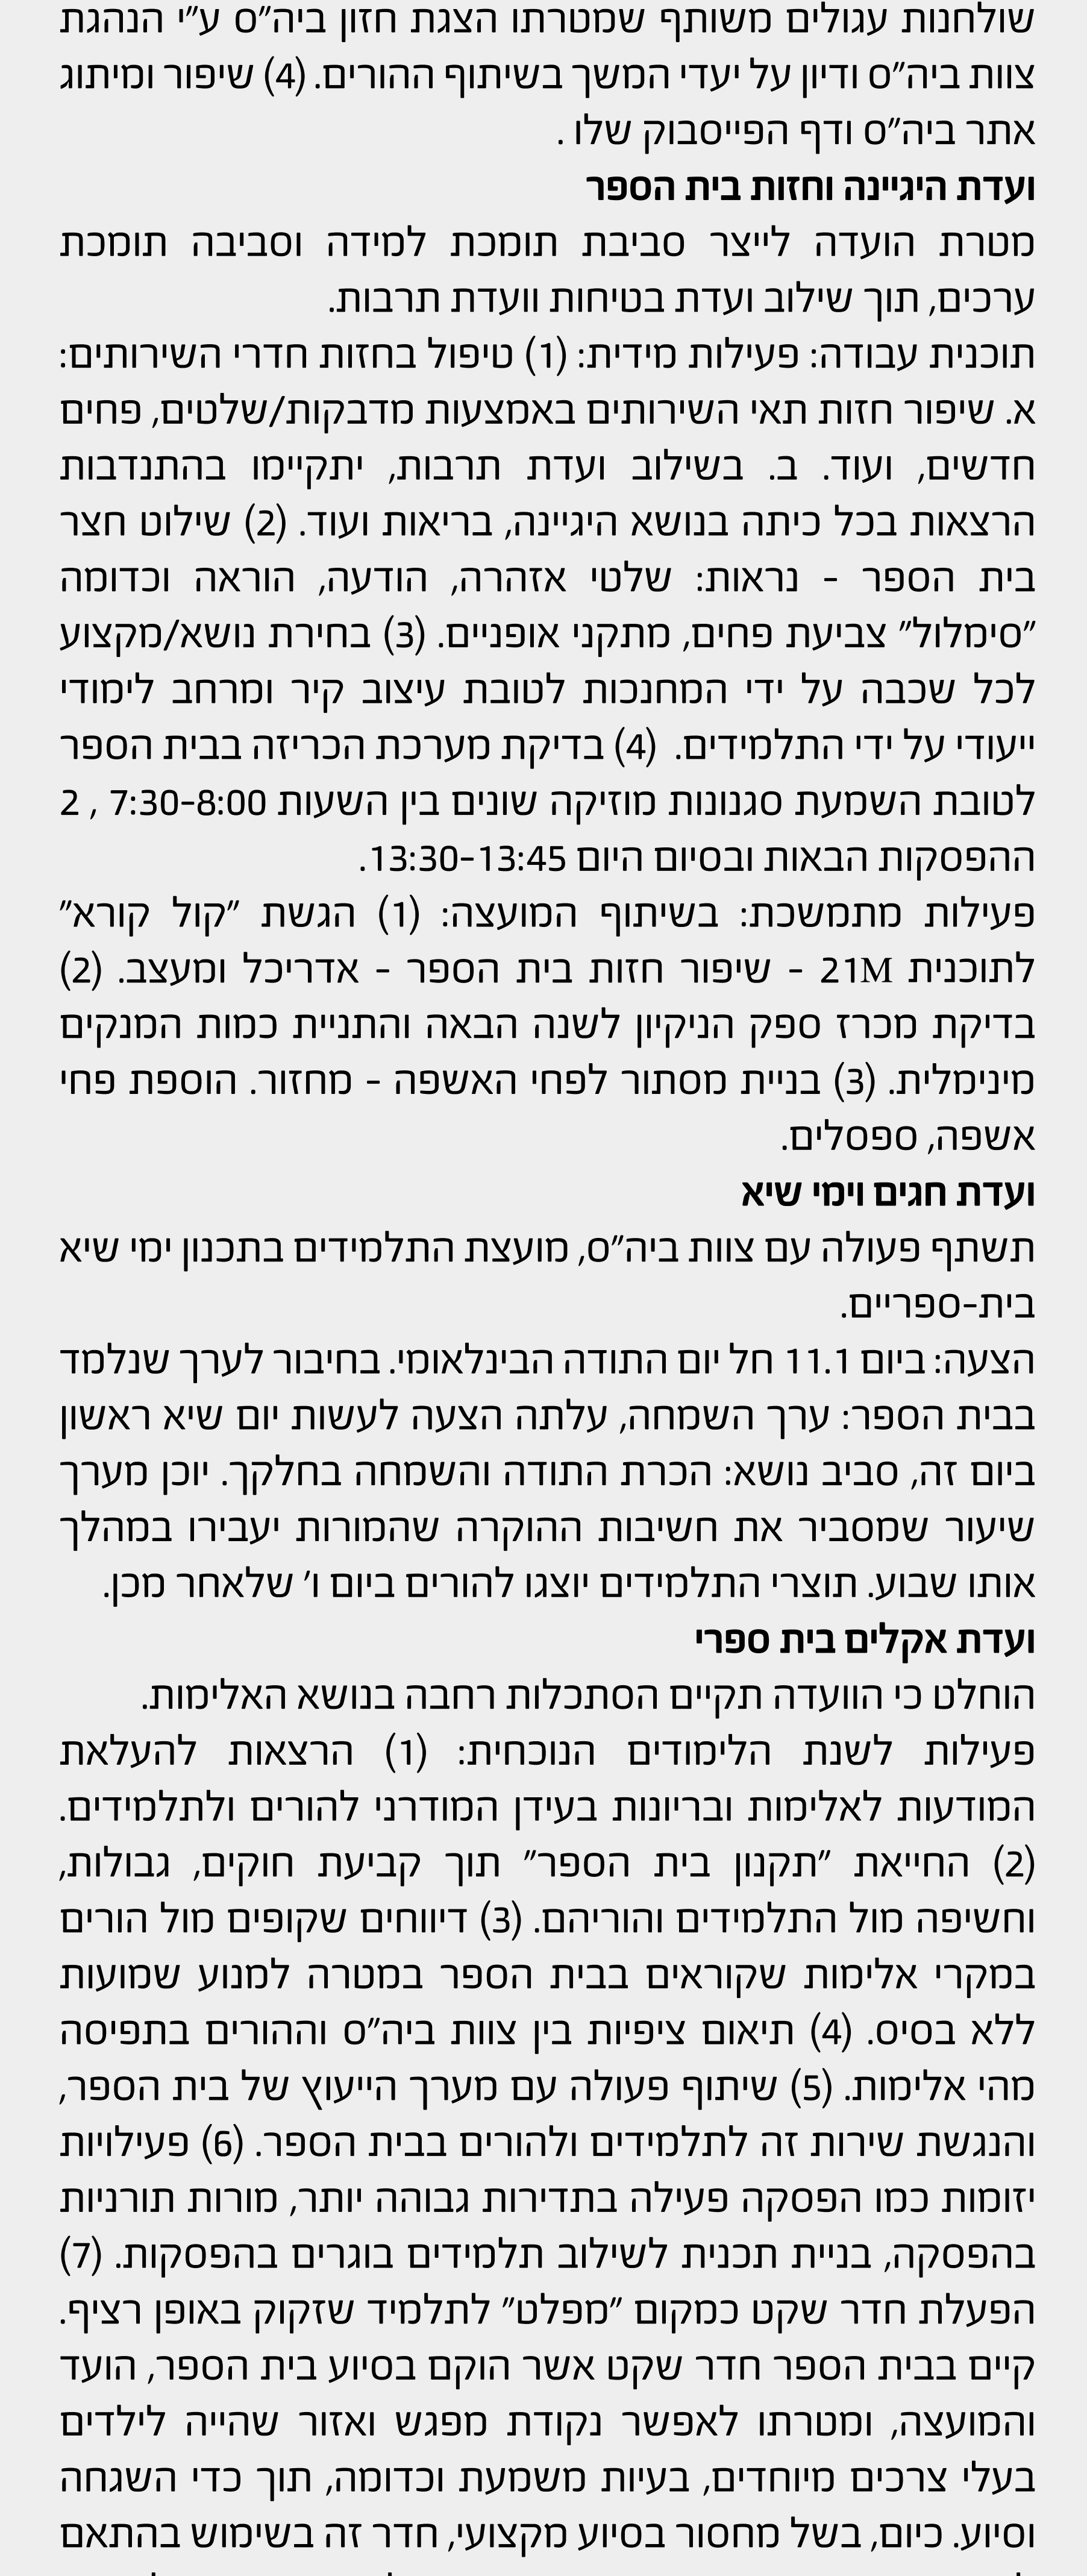 שולחנות עגולים משותף שמטרתו הצגת חזון ביה"ס ע"י הנהגת
צוות ביה"ס ודיון על יעדי המשך בשיתוף ההורים. (4) שיפור ומיתוג
אתר ביה"ס ודף הפייסבוק שלו .
ועדת היגיינה וחזות בית הספר
מטרת הועדה לייצר סביבת תומכת למידה וסביבה תומכת
ערכים, תוך שילוב ועדת בטיחות וועדת תרבות.
תוכנית עבודה: פעילות מידית: (1) טיפול בחזות חדרי השירותים:
א. שיפור חזות תאי השירותים באמצעות מדבקות/שלטים, פחים
חדשים, ועוד. ב. בשילוב ועדת תרבות, יתקיימו בהתנדבות
הרצאות בכל כיתה בנושא היגיינה, בריאות ועוד. (2) שילוט חצר
בית הספר - נראות: שלטי אזהרה, הודעה, הוראה וכדומה
"סימלול" צביעת פחים, מתקני אופניים. (3) בחירת נושא/מקצוע
לכל שכבה על ידי המחנכות לטובת עיצוב קיר ומרחב לימודי
ייעודי על ידי התלמידים. (4) בדיקת מערכת הכריזה בבית הספר
לטובת השמעת סגנונות מוזיקה שונים בין השעות 7:30-8:00 , 2
ההפסקות הבאות ובסיום היום 13:30-13:45.
פעילות מתמשכת: בשיתוף המועצה: (1) הגשת "קול קורא"
לתוכנית 21M - שיפור חזות בית הספר - אדריכל ומעצב. (2)
בדיקת מכרז ספק הניקיון לשנה הבאה והתניית כמות המנקים
מינימלית. (3) בניית מסתור לפחי האשפה - מחזור. הוספת פחי
אשפה, ספסלים.
ועדת חגים וימי שיא
תשתף פעולה עם צוות ביה"ס, מועצת התלמידים בתכנון ימי שיא
בית-ספריים.
הצעה: ביום 11.1 חל יום התודה הבינלאומי. בחיבור לערך שנלמד
בבית הספר: ערך השמחה, עלתה הצעה לעשות יום שיא ראשון
ביום זה, סביב נושא: הכרת התודה והשמחה בחלקך. יוכן מערך
שיעור שמסביר את חשיבות ההוקרה שהמורות יעבירו במהלך
אותו שבוע. תוצרי התלמידים יוצגו להורים ביום ו' שלאחר מכן.
ועדת אקלים בית ספרי
הוחלט כי הוועדה תקיים הסתכלות רחבה בנושא האלימות.
פעילות לשנת הלימודים הנוכחית: (1) הרצאות להעלאת
המודעות לאלימות ובריונות בעידן המודרני להורים ולתלמידים.
(2) החייאת "תקנון בית הספר" תוך קביעת חוקים, גבולות,
וחשיפה מול התלמידים והוריהם. (3) דיווחים שקופים מול הורים
במקרי אלימות שקוראים בבית הספר במטרה למנוע שמועות
ללא בסיס. (4) תיאום ציפיות בין צוות ביה"ס וההורים בתפיסה
מהי אלימות. (5) שיתוף פעולה עם מערך הייעוץ של בית הספר,
והנגשת שירות זה לתלמידים ולהורים בבית הספר. (6) פעילויות
יזומות כמו הפסקה פעילה בתדירות גבוהה יותר, מורות תורניות
בהפסקה, בניית תכנית לשילוב תלמידים בוגרים בהפסקות. (7)
הפעלת חדר שקט כמקום "מפלט" לתלמיד שזקוק באופן רציף.
קיים בבית הספר חדר שקט אשר הוקם בסיוע בית הספר, הועד
והמועצה, ומטרתו לאפשר נקודת מפגש ואזור שהייה לילדים
בעלי צרכים מיוחדים, בעיות משמעת וכדומה, תוך כדי השגחה
וסיוע. כיום, בשל מחסור בסיוע מקצועי, חדר זה בשימוש בהתאם